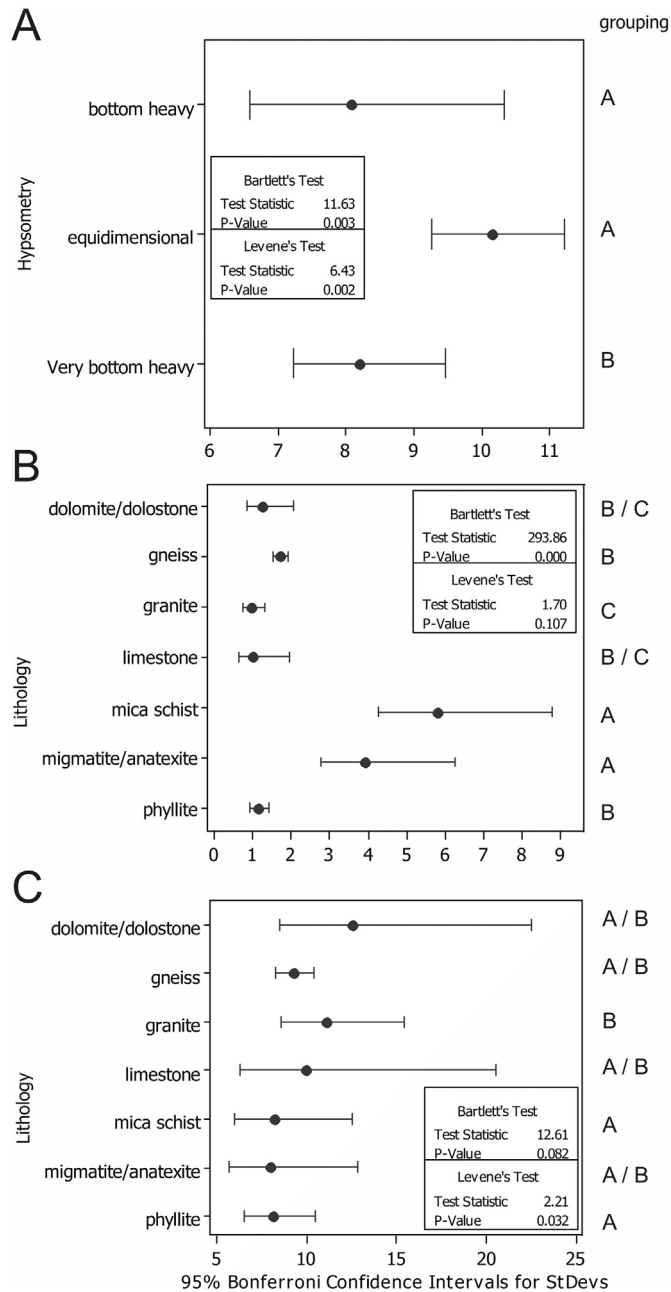 A
grouping
bottom heavy
A
Bartlett's Test
Test Statistic 11.63
P-Value 0.003
Levene's Test
Test Statistic 6.43
P-Value 0.002
equidimensional
A
Very bottom heavy
B
Hypsometry
6 7 8 9 10 11
B
dolomite/dolostone
B / C
gneiss
B
granite
C
limestone
B / C
mica schist
A
migmatite/anatexite
A
phyllite
B
Bartlett's Test
Test Statistic 293.86
P-Value 0.000
Levene's Test
Test Statistic 1.70
P-Value 0.107
Lithology
0 1 2 3 4 5 6 7 8 9
C
dolomite/dolostone
A / B
gneiss
A / B
granite
B
limestone
A / B
mica schist
A
migmatite/anatexite
A / B
phyllite
A
Bartlett's Test
Test Statistic 12.61
P-Value 0.082
Levene's Test
Test Statistic 2.21
P-Value 0.032
Lithology
5 10 15 20 25
95% Bonferroni Confidence Intervals for StDevs